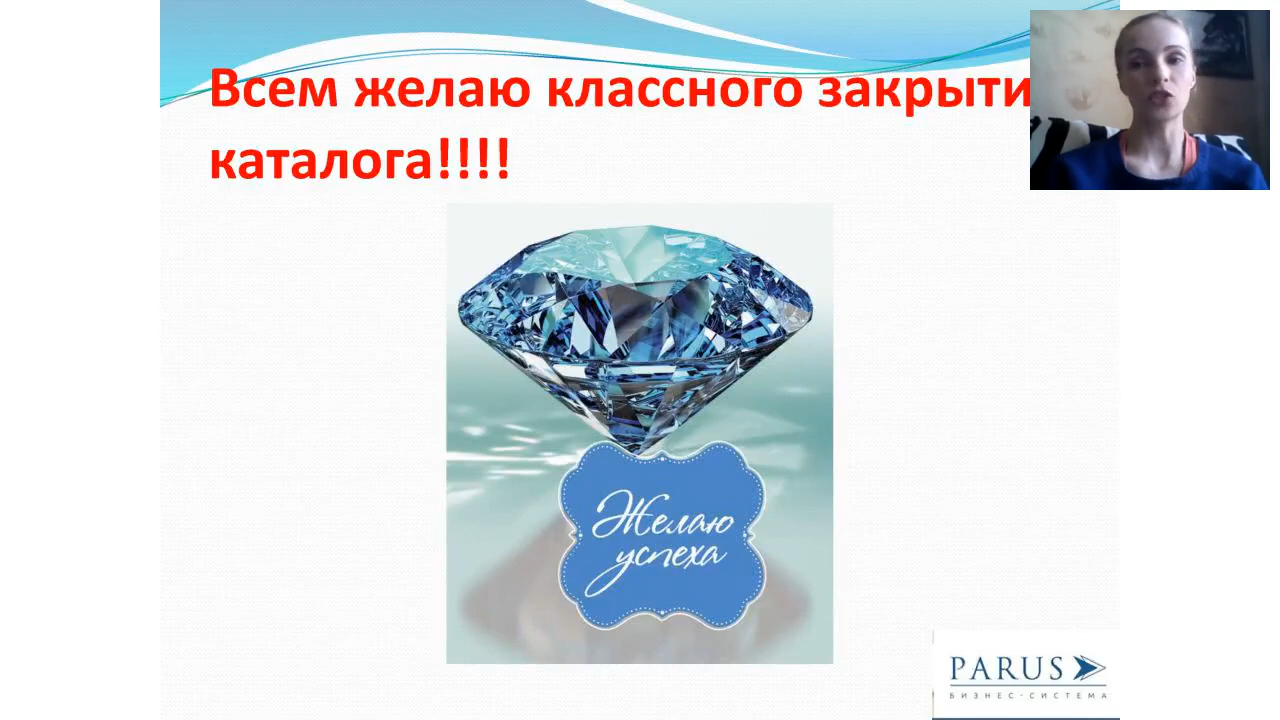 Всем желаю классного закрыти
каталога!!!!
Желаю
успеха
PARUS
БИЗНЕС-СИСТЕМА